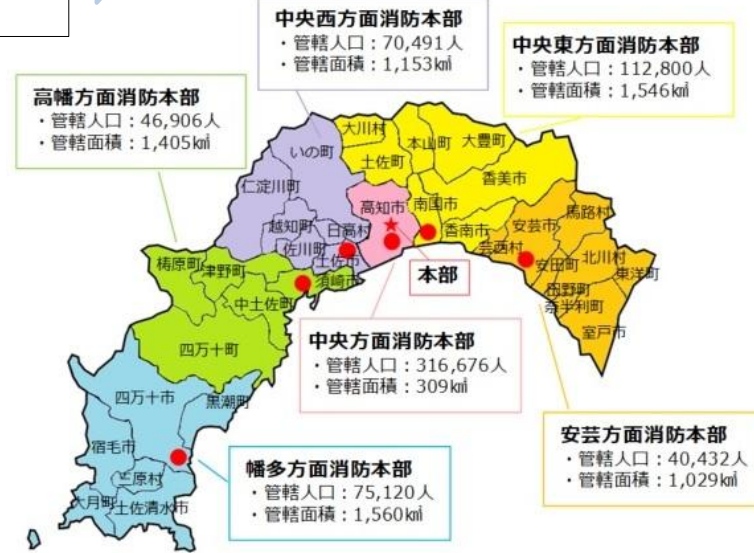 中央西方面消防本部
・管轄人口：70,491人
・管轄面積：1,153㎢
中央東方面消防本部
・管轄人口：112,800人
・管轄面積：1,546㎢
高幡方面消防本部
・管轄人口：46,906人
・管轄面積：1,405㎢
大川村
本山町
大豊町
いの町
土佐町
香美市
仁淀川町
高知市
南国市
馬路村
越知町
日高村
香南市
安芸市
佐川町
土佐市
芸西村
北川村
梼原町
津野町
須崎市
本部
安田町
東洋町
田野町
中土佐町
奈半利町
室戸市
四万十町
中央方面消防本部
・管轄人口：316,676人
・管轄面積：309㎢
四万十市
黒潮町
安芸方面消防本部
・管轄人口：40,432人
・管轄面積：1,029㎢
宿毛市
三原村
幡多方面消防本部
・管轄人口：75,120人
・管轄面積：1,560㎢
大月町
土佐清水市